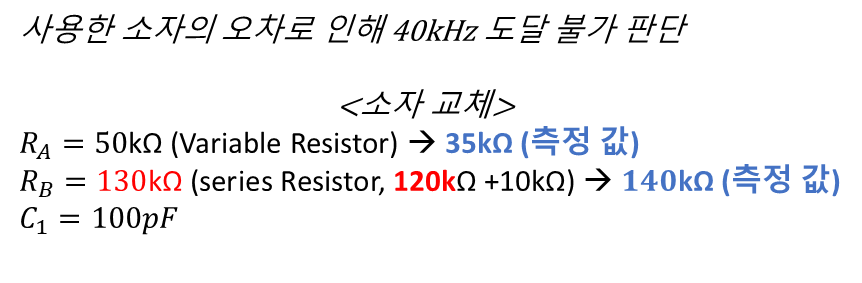 사용한 소자의 오차로 인해 40kHz 도달 불가 판단
<소자 교체>
R_A = 50kΩ (Variable Resistor) → 35kΩ (측정 값)
R_B = 130kΩ (series Resistor, 120kΩ +10kΩ) → 140kΩ (측정 값)
C_1 = 100pF